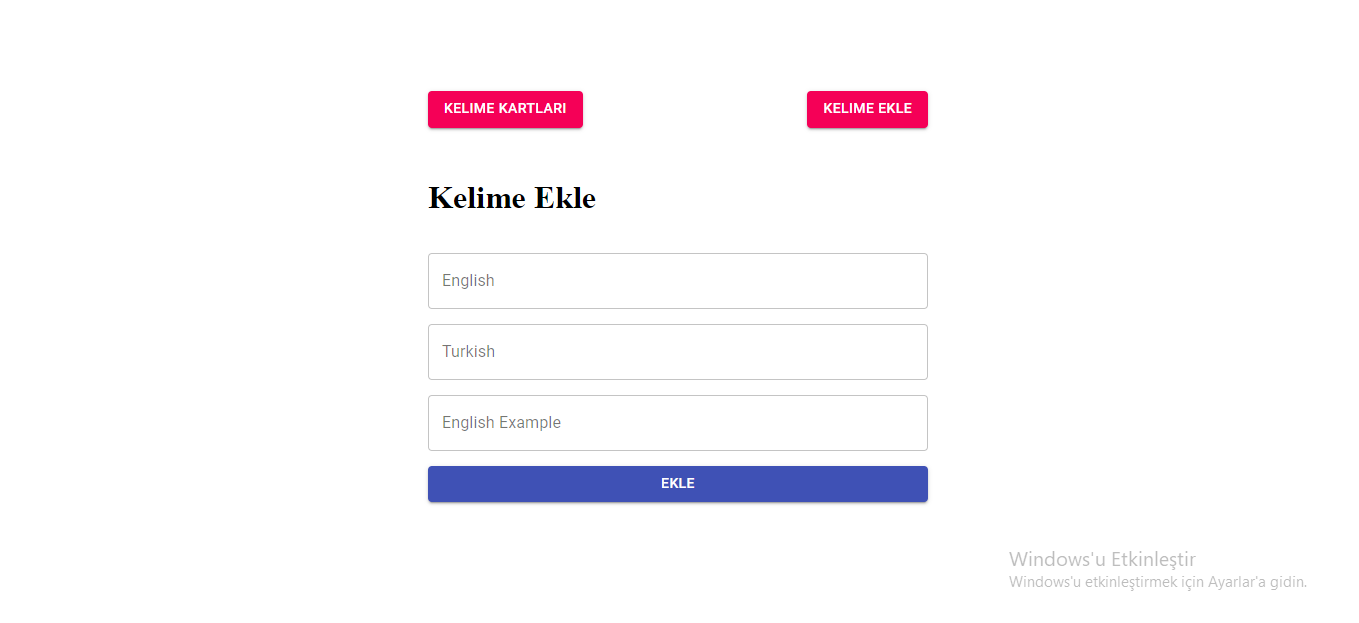 KELIME KARTLARI
KELIME EKLE
Kelime Ekle
English
Turkish
English Example
EKLE
Windows'u Etkinleştir
Windows'u etkinleştirmek için Ayarlar'a gidin.